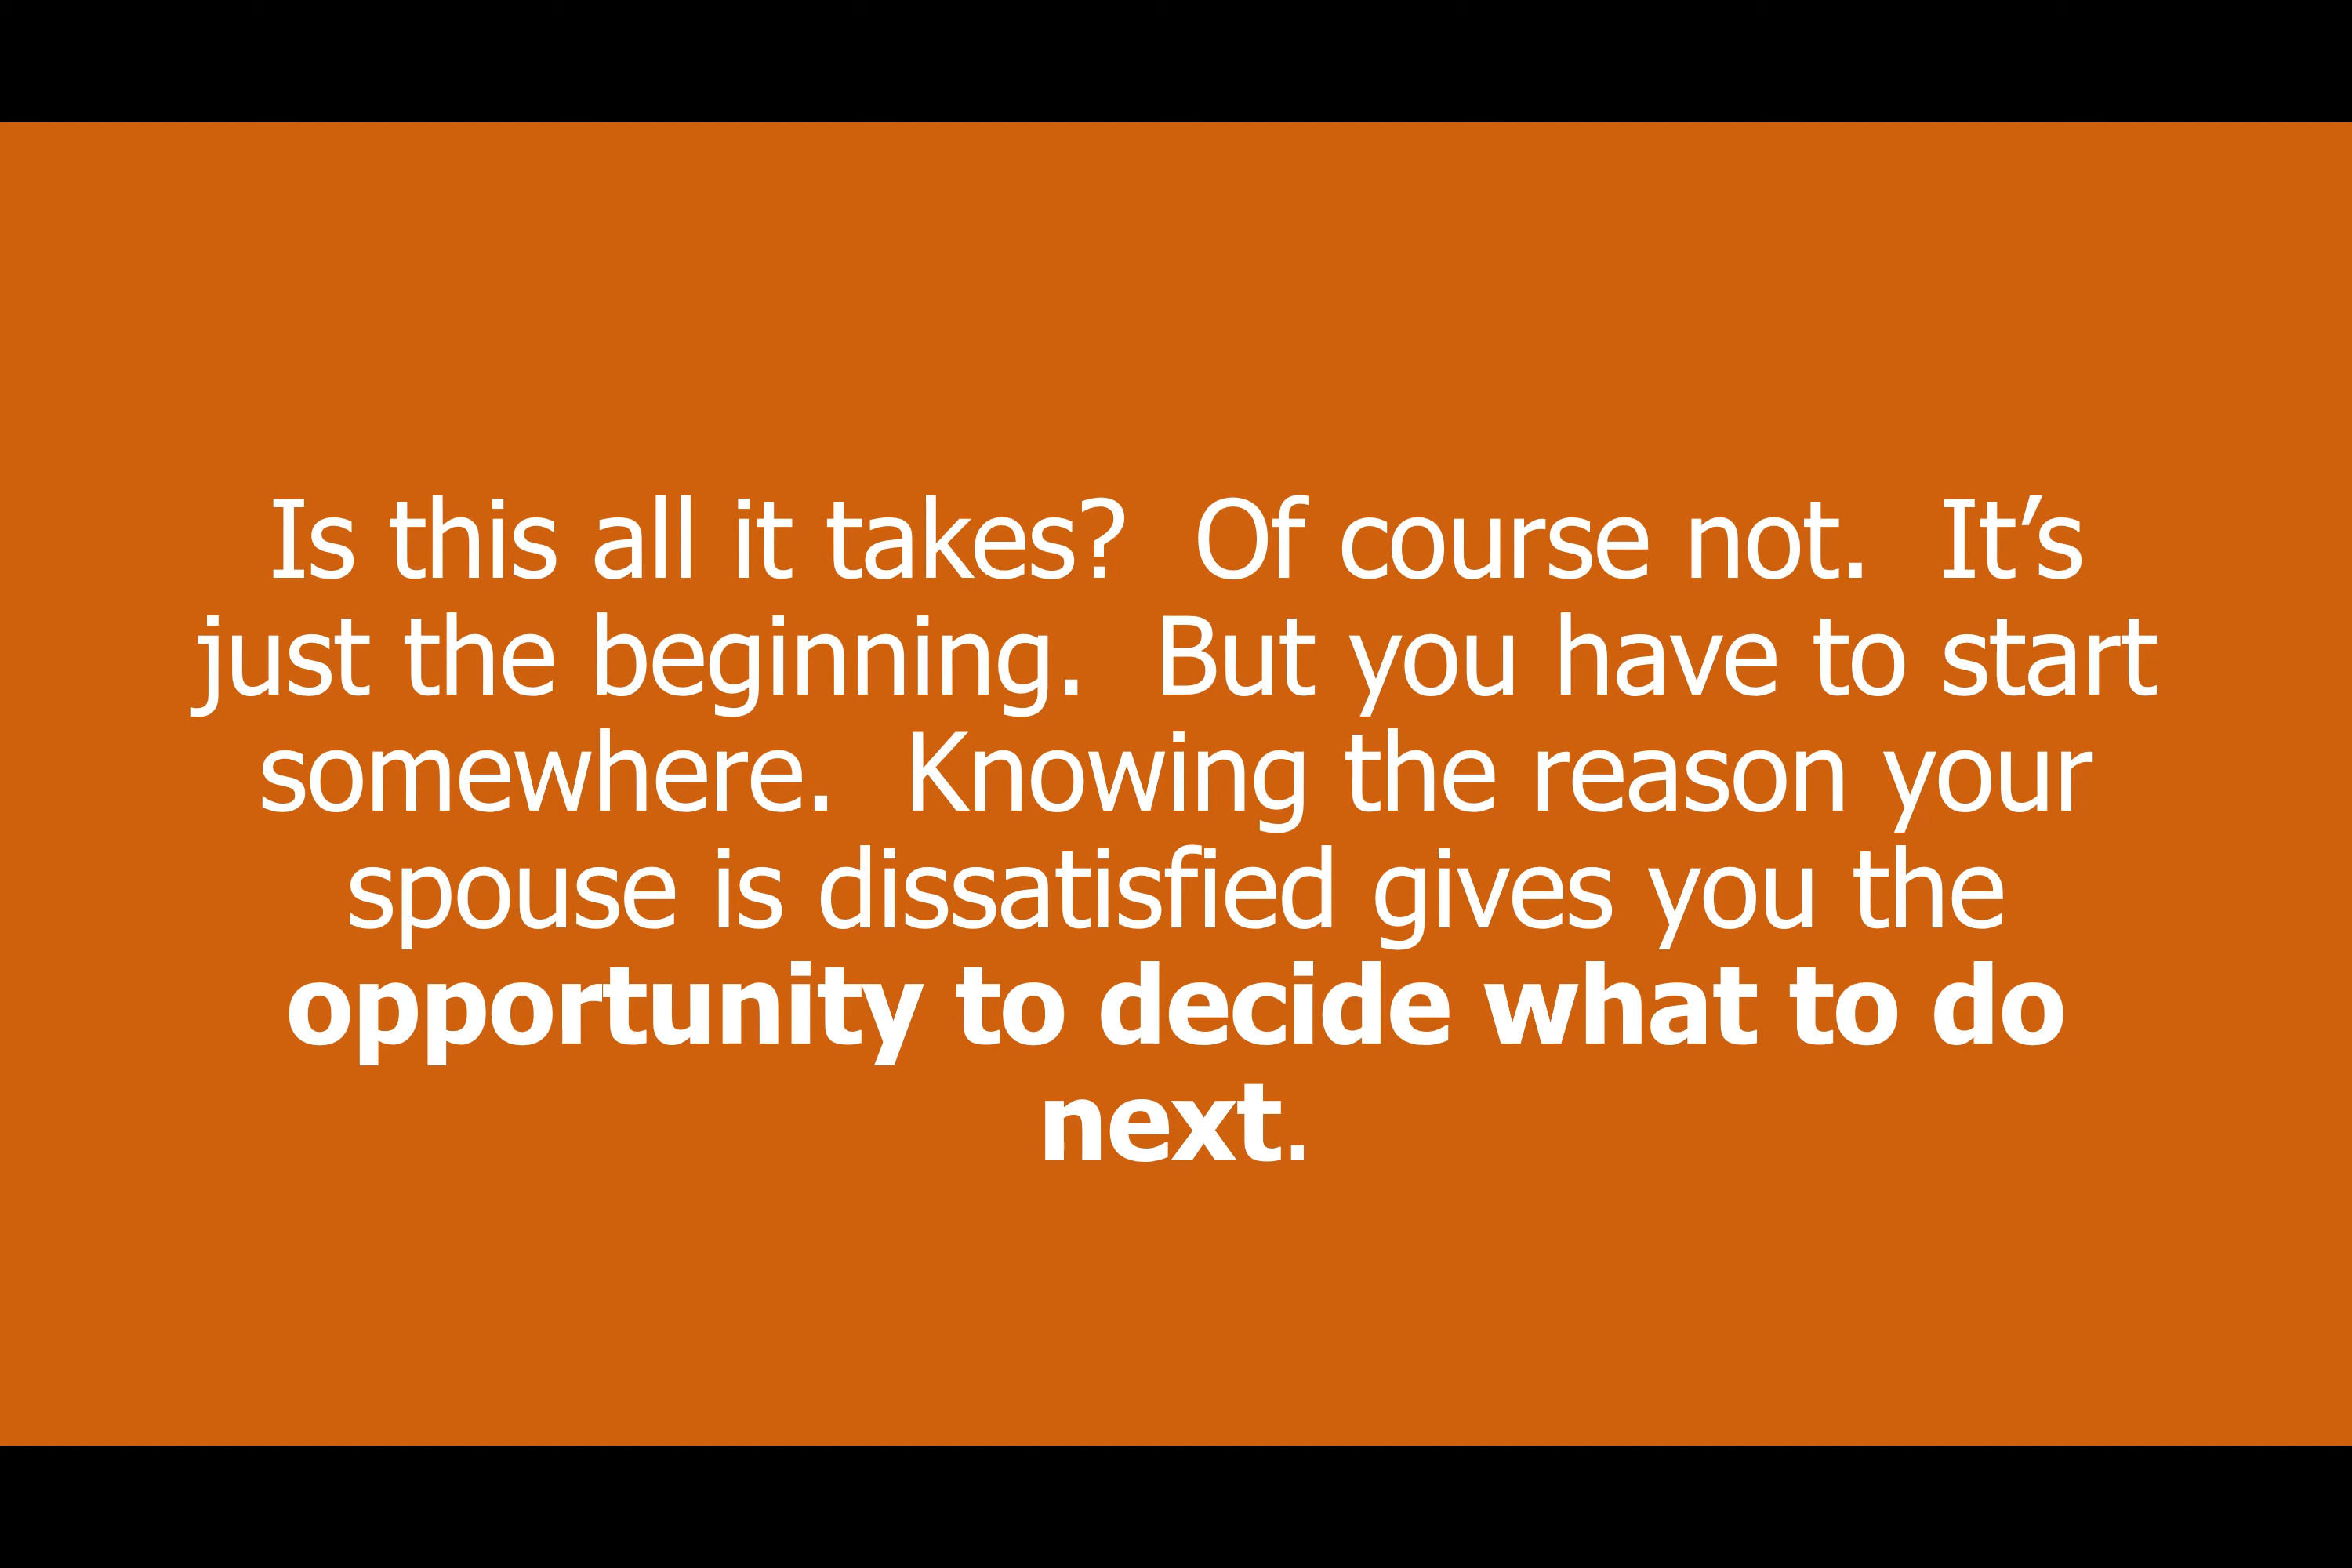 Is this all it takes?  Of course not.  It’s
just the beginning.  But you have to start
somewhere.  Knowing the reason your
spouse is dissatisfied gives you the
opportunity to decide what to do
next.